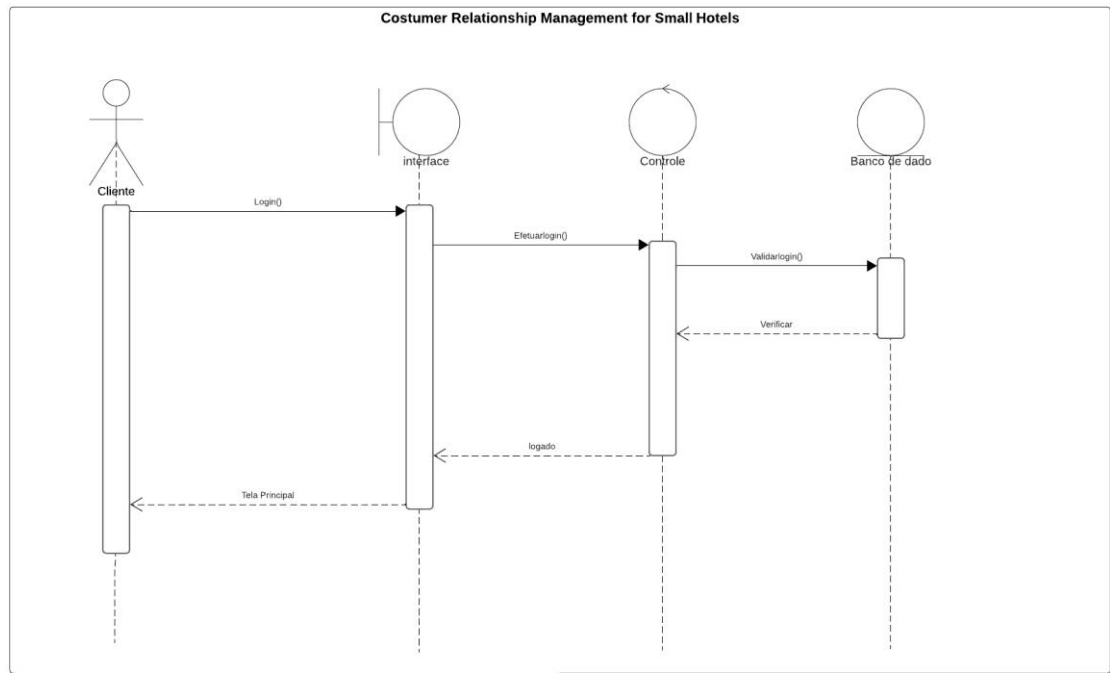 Costumer Relationship Management for Small Hotels
interface
Controle
Banco de dado
Cliente
Login()
Efetuarlogin()
Validarlogin()
Verificar
logado
Tela Principal